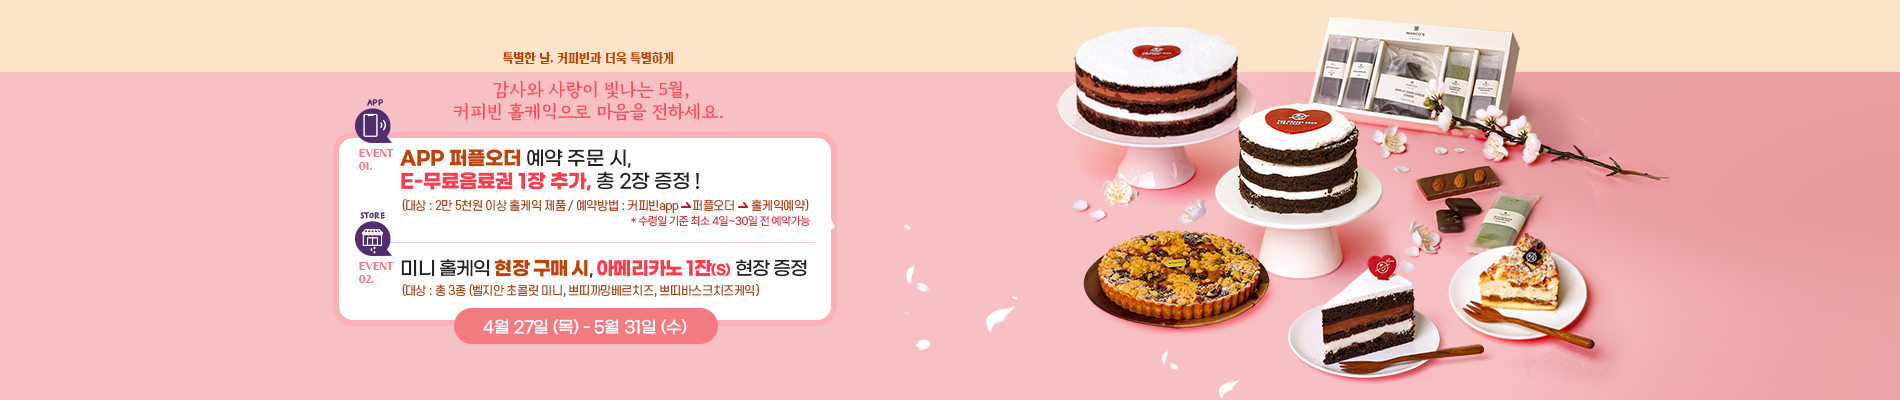 특별한 날. 커피빈과 더욱 특별하게
감사와 사랑이 빛나는 5월,
커피빈 홀케익으로 마음을 전하세요.
APP
EVENT
01.
APP 퍼플오더 예약 주문 시,
E-무료음료권 1장 추가, 총 2장 증정 !
(대상 : 2만 5천원 이상 홀케익 제품 / 예약방법 : 커피빈app ⇀ 퍼플오더 ⇀ 홀케익예약)
* 수령일 기준 최소 4일~30일 전 예약가능
STORE
EVENT
02.
미니 홀케익 현장 구매 시, 아메리카노 1잔(S) 현장 증정
(대상 : 총 3종 (벨지안 초콜릿 미니, 쁘띠까망베르치즈, 쁘띠바스크치즈케익)
4월 27일 (목) - 5월 31일 (수)